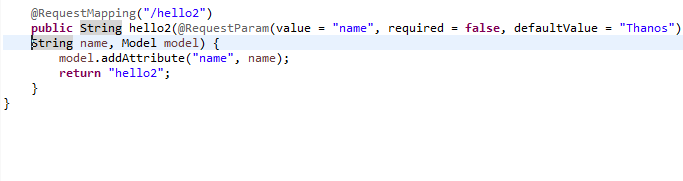 @RequestMapping("/hello2")
public String hello2(@RequestParam(value = "name", required = false, defaultValue = "Thanos")
String name, Model model) {
model.addAttribute("name", name);
return "hello2";
}
}